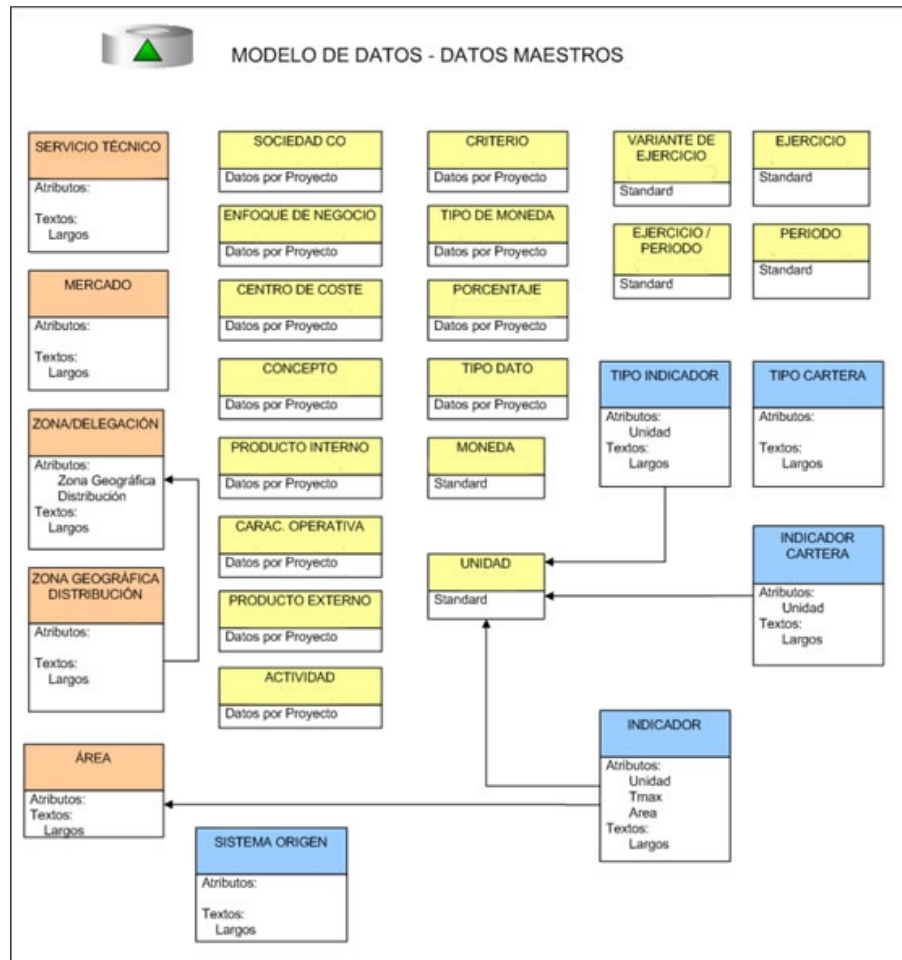 MODELO DE DATOS - DATOS MAESTROS
SERVICIO TÉCNICO
Atributos:
Textos:
Largos
MERCADO
Atributos:
Textos:
Largos
ZONA/DELEGACIÓN
Atributos:
Zona Geográfica
Distribución
Textos:
Largos
ZONA GEOGRÁFICA
DISTRIBUCIÓN
Atributos:
Textos:
Largos
ÁREA
Atributos:
Textos:
Largos
SOCIEDAD CO
Datos por Proyecto
ENFOQUE DE NEGOCIO
Datos por Proyecto
CENTRO DE COSTE
Datos por Proyecto
CONCEPTO
Datos por Proyecto
PRODUCTO INTERNO
Datos por Proyecto
CARAC. OPERATIVA
Datos por Proyecto
PRODUCTO EXTERNO
Datos por Proyecto
ACTIVIDAD
Datos por Proyecto
SISTEMA ORIGEN
Atributos:
Textos:
Largos
CRITERIO
Datos por Proyecto
TIPO DE MONEDA
Datos por Proyecto
PORCENTAJE
Datos por Proyecto
TIPO DATO
Datos por Proyecto
MONEDA
Standard
UNIDAD
Standard
VARIANTE DE
EJERCICIO
Standard
EJERCICIO
Standard
EJERCICIO /
PERIODO
Standard
PERIODO
Standard
TIPO INDICADOR
Atributos:
Unidad
Textos:
Largos
TIPO CARTERA
Atributos:
Textos:
Largos
INDICADOR
CARTERA
Atributos:
Unidad
Textos:
Largos
INDICADOR
Atributos:
Unidad
Tmax
Area
Textos:
Largos